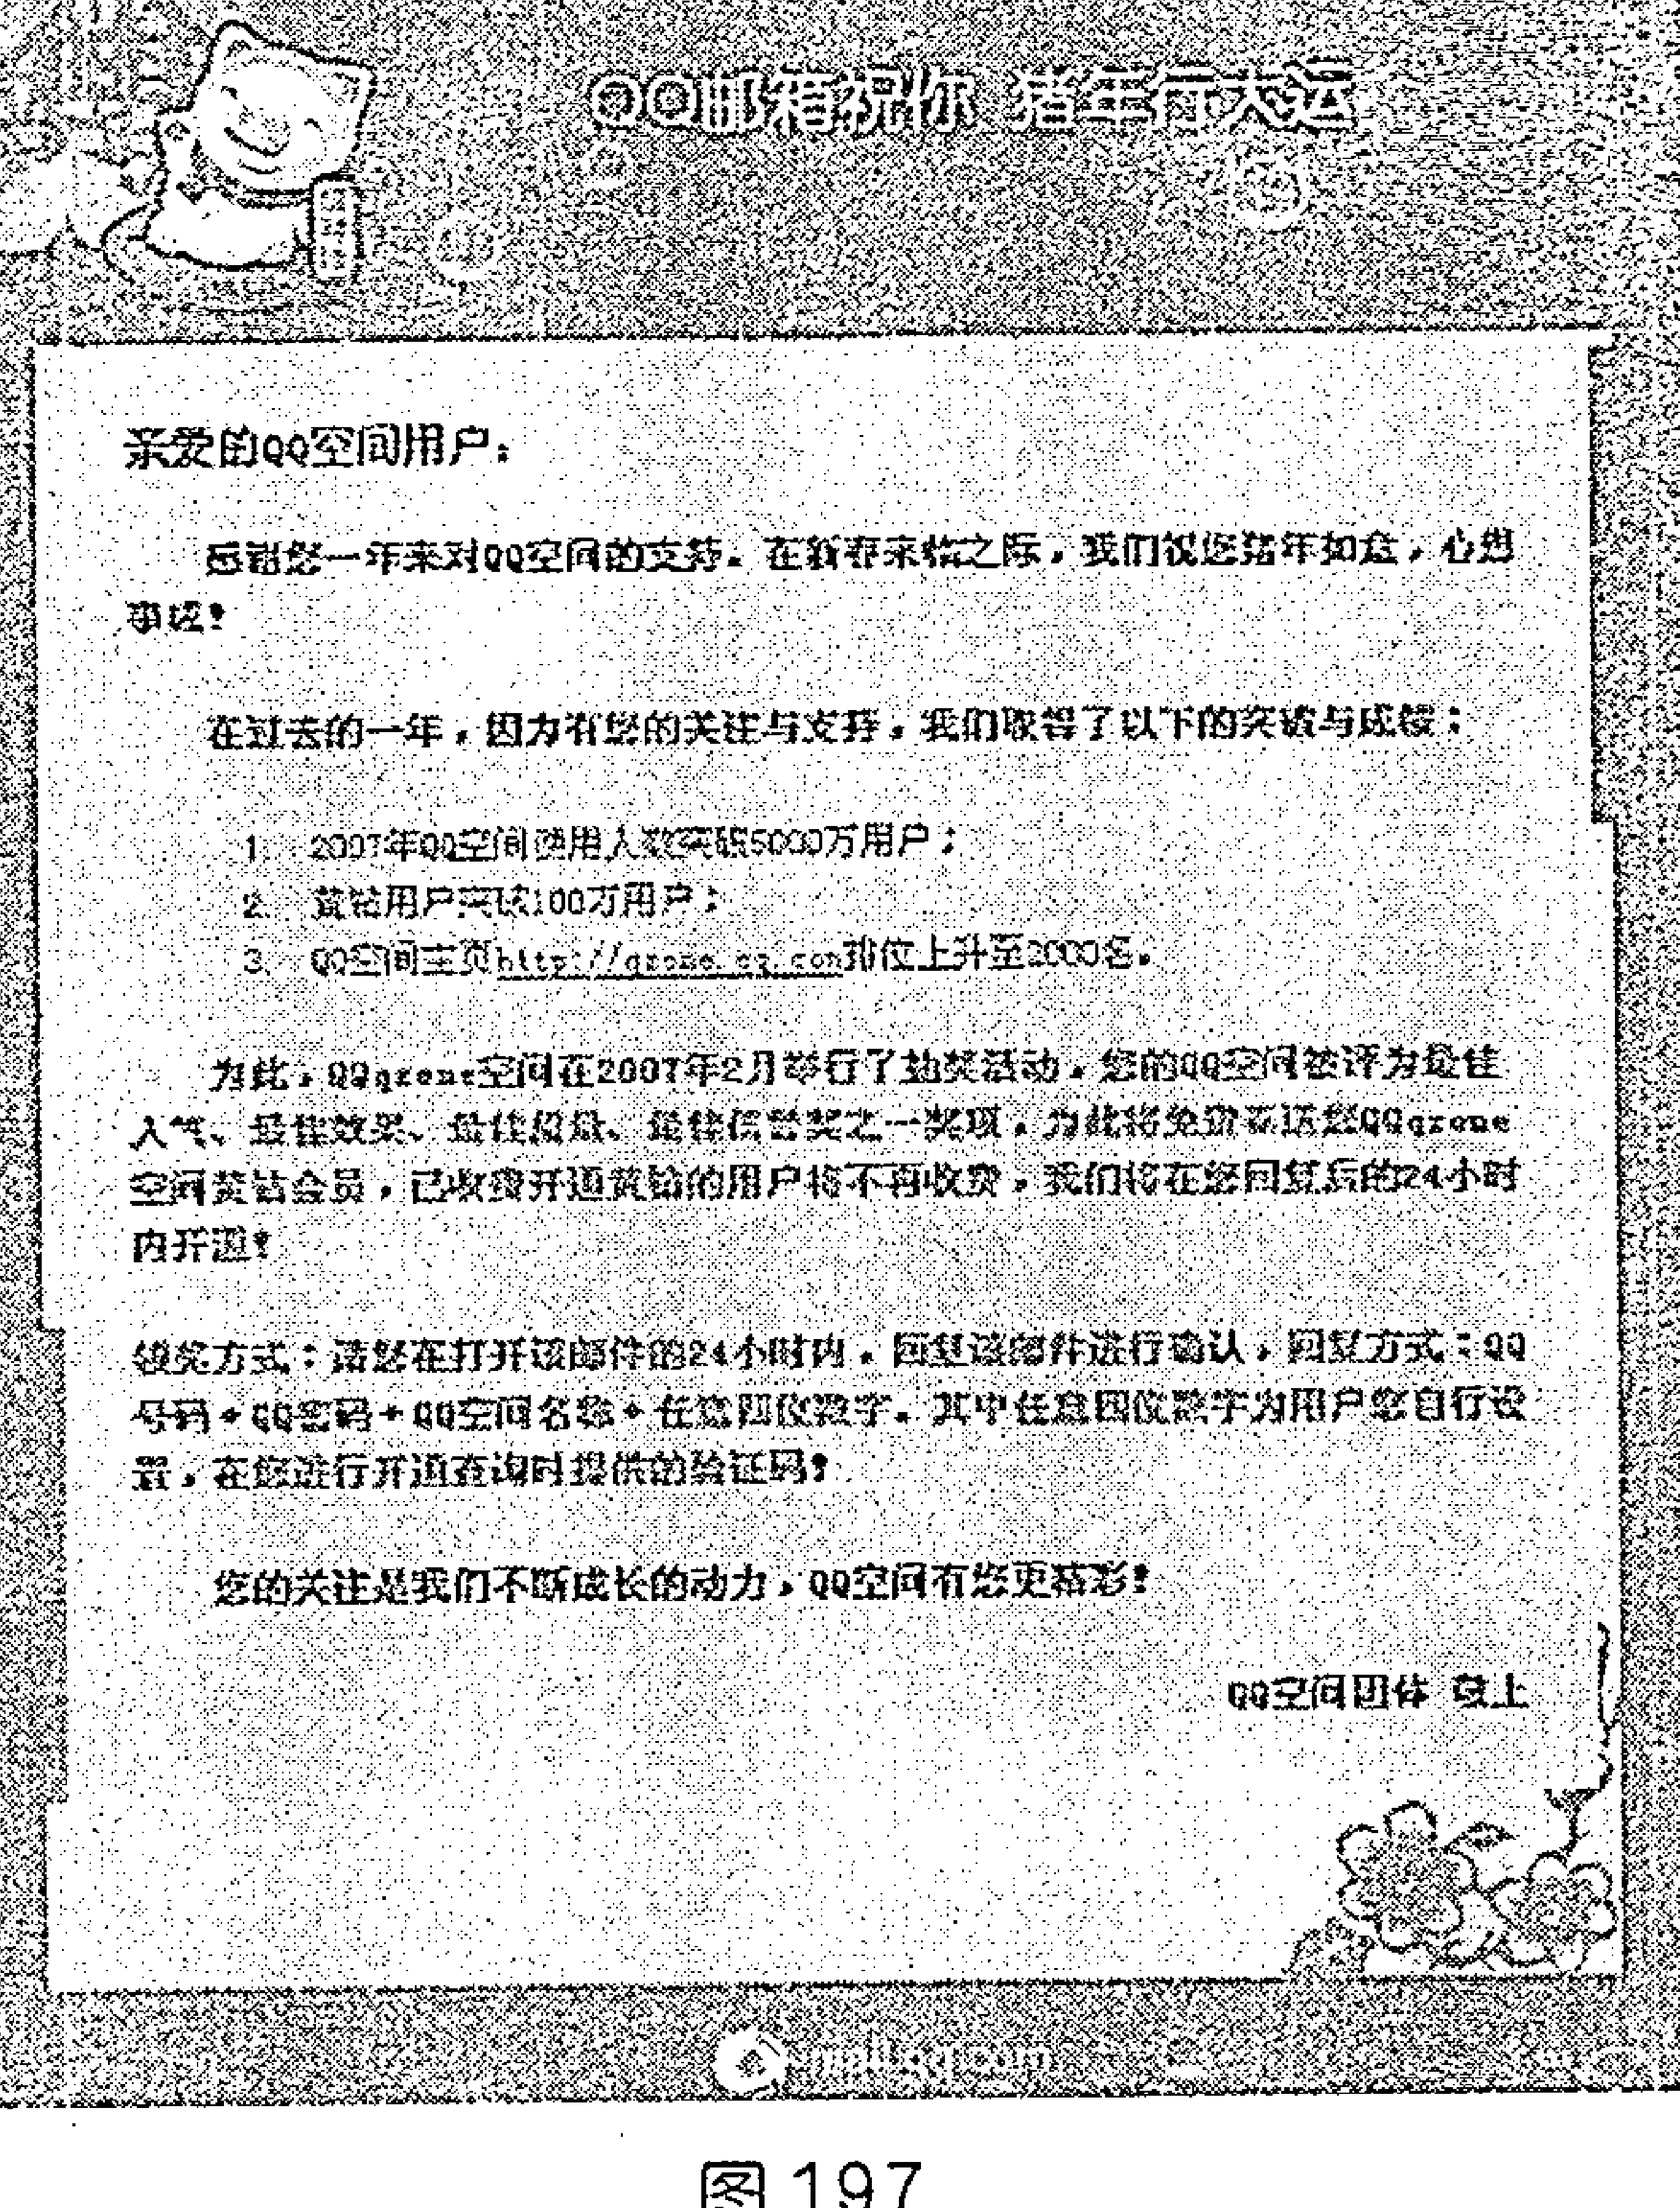 QQ邮箱祝你 猪年行大运
亲爱的QQ空间用户:
感谢您一年来对QQ空间的支持。在新春来临之际,我们祝您猪年如意,心想
事成!
在过去的一年,因为有您的关注与支持,我们取得了以下的突破与成绩:
1. 2007年QQ空间使用人数突破5000万用户;
2. 黄钻用户突破100万用户;
3. QQ空间主页http://qzone.qq.com排位上升至2000名。
为此,QQqzone空间在2007年2月举行了抽奖活动,您的QQ空间被评为最佳
人气、最佳效果、最佳 、最佳 奖之一奖项,为此将免费赠送您QQqzone
空间黄钻会员,已收费开通黄钻的用户将不再收费,我们将在您回复后的24小时
内开通!
领奖方式:请您在打开该邮件的24小时内,回复该邮件进行确认,回复方式:QQ
号码+QQ密码+QQ空间名称+任意四位数字。其中任意四位数字为用户您自行设
置,在您进行开通查询时提供的验证码!
您的关注是我们不断成长的动力,QQ空间有您更精彩!
QQ空间团体 敬上
mail.qq.com
图197